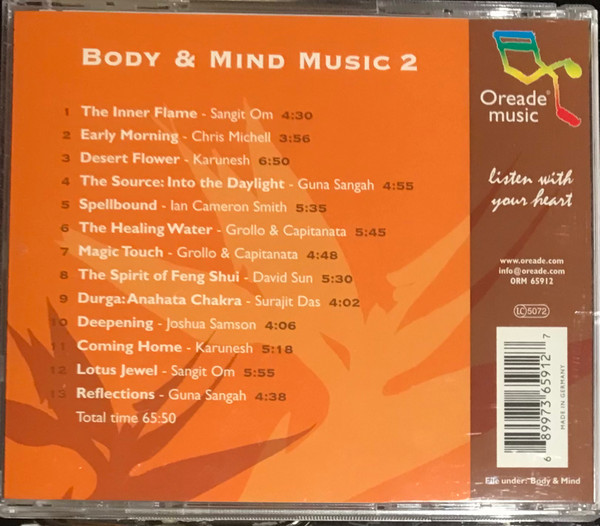 BODY & MIND MUSIC 2
1 The Inner Flame - Sangit Om 4:30
2 Early Morning - Chris Michell 3:56
3 Desert Flower - Karunesh 6:50
4 The Source: Into the Daylight - Guna Sangah 4:55
5 Spellbound - Ian Cameron Smith 5:35
6 The Healing Water - Grollo & Capitanata 5:45
7 Magic Touch - Grollo & Capitanata 4:48
8 The Spirit of Feng Shui - David Sun 5:30
9 Durga: Anahata Chakra - Surajit Das 4:02
10 Deepening - Joshua Samson 4:06
11 Coming Home - Karunesh 5:18
12 Lotus Jewel - Sangit Om 5:55
13 Reflections - Guna Sangah 4:38
Total time 65:50
Oreade®
music
listen with
your heart
www.oreade.com
info@oreade.com
ORM 65912
LC 5072
6 89973 65912 7
MADE IN GERMANY
File under: Body & Mind